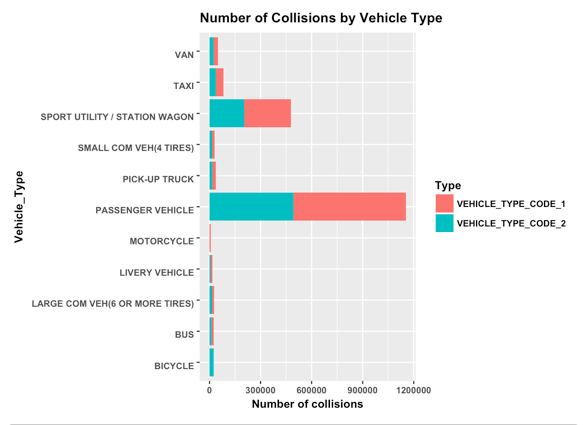 Number of Collisions by Vehicle Type
Vehicle_Type
VAN
TAXI
SPORT UTILITY / STATION WAGON
SMALL COM VEH(4 TIRES)
PICK-UP TRUCK
PASSENGER VEHICLE
MOTORCYCLE
LIVERY VEHICLE
LARGE COM VEH(6 OR MORE TIRES)
BUS
BICYCLE
0 300000 600000 900000 1200000
Number of collisions
Type
VEHICLE_TYPE_CODE_1
VEHICLE_TYPE_CODE_2